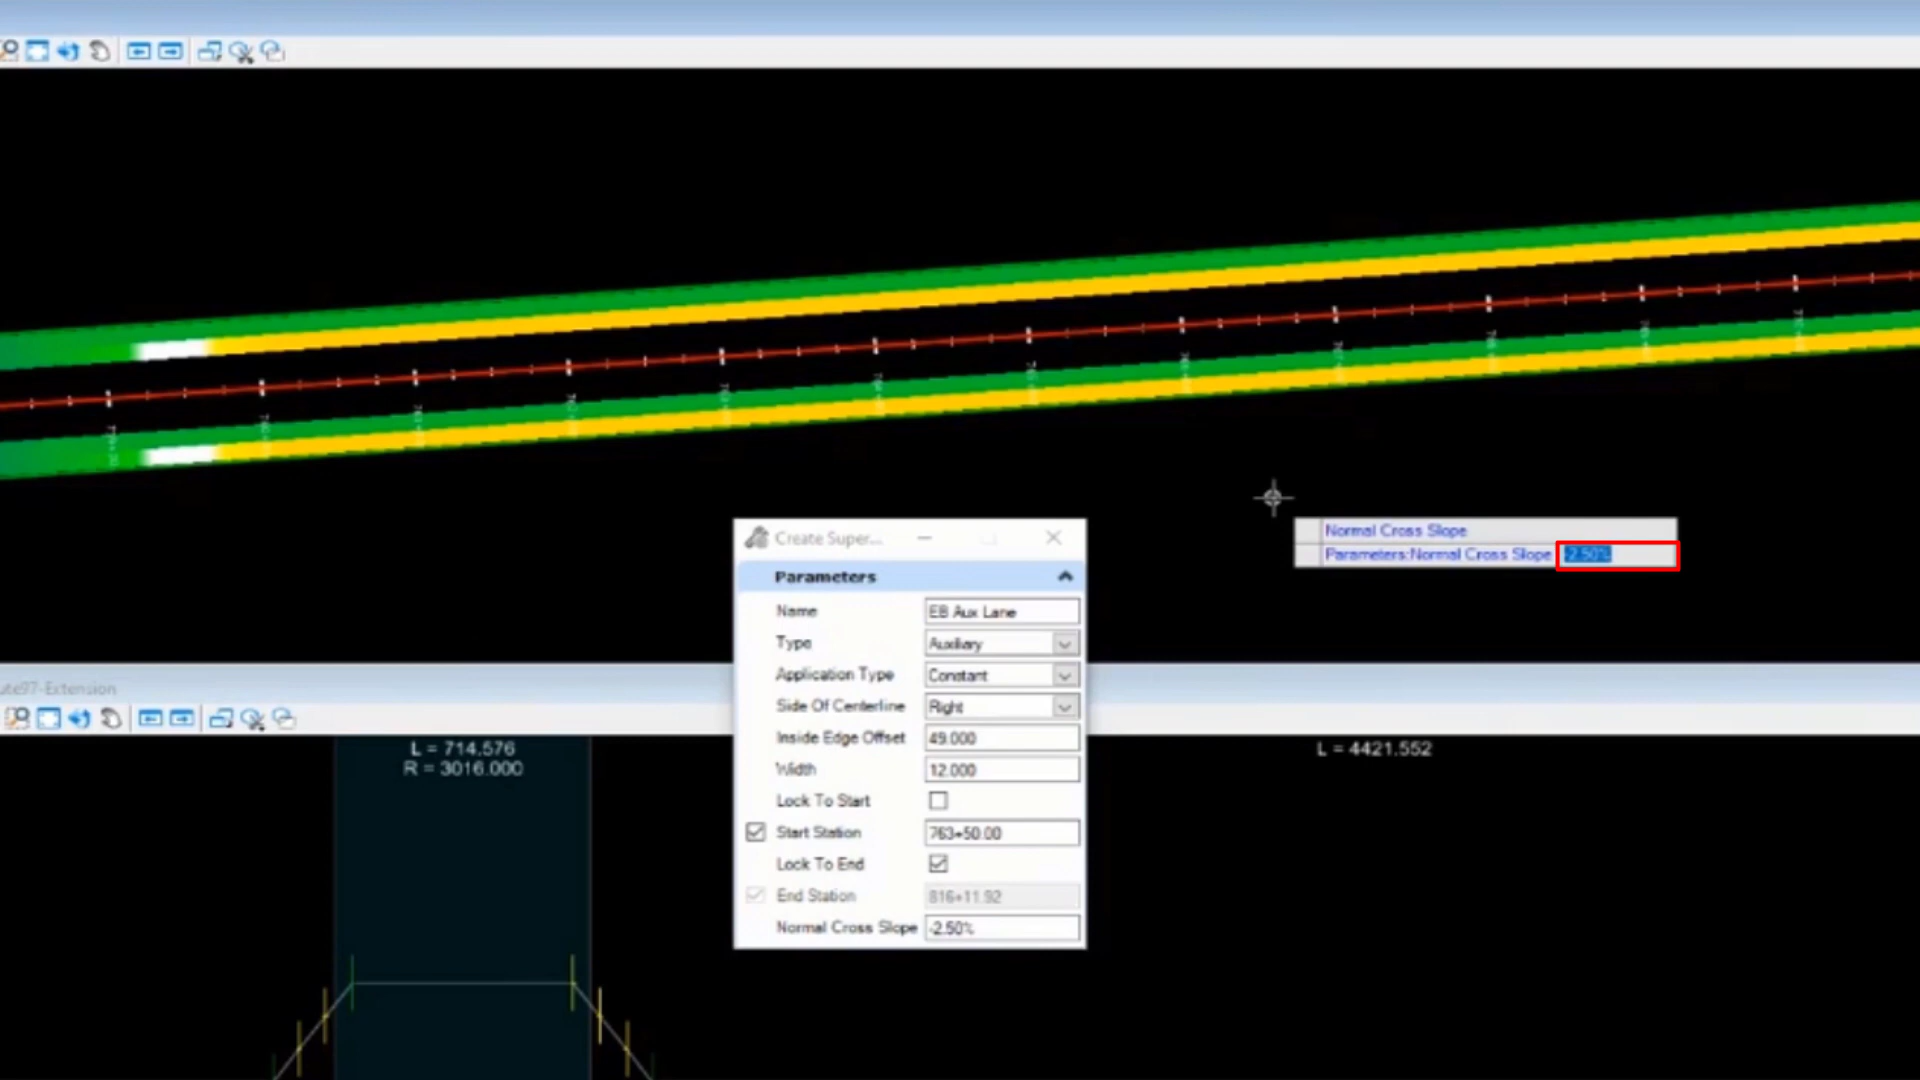 Normal Cross Slope
Parameters:Normal Cross Slope -2.50%
Create Super...
Parameters
Name EB Aux Lane
Type Auxiliary
Application Type Constant
Side Of Centerline Right
Inside Edge Offset 49.000
Width 12.000
Lock To Start
Start Station 763+50.00
Lock To End
End Station 816+11.92
Normal Cross Slope -2.50%
ute97-Extension
L = 714.576
R = 3016.000
L = 4421.552